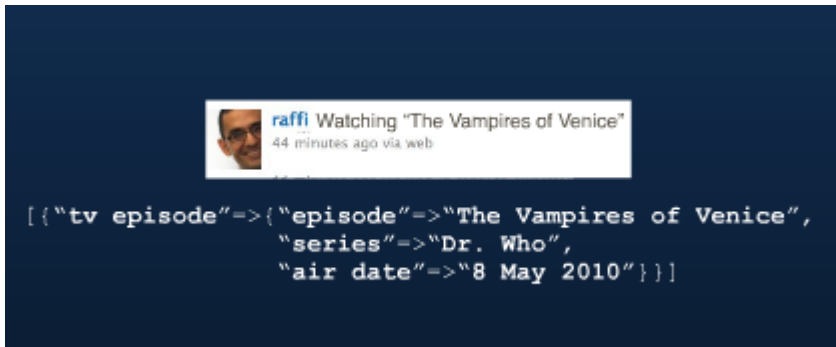 raffi Watching “The Vampires of Venice”
44 minutes ago via web
[{“tv episode”=>{“episode”=>“The Vampires of Venice”,
“series”=>“Dr. Who”,
“air date”=>“8 May 2010”}}]